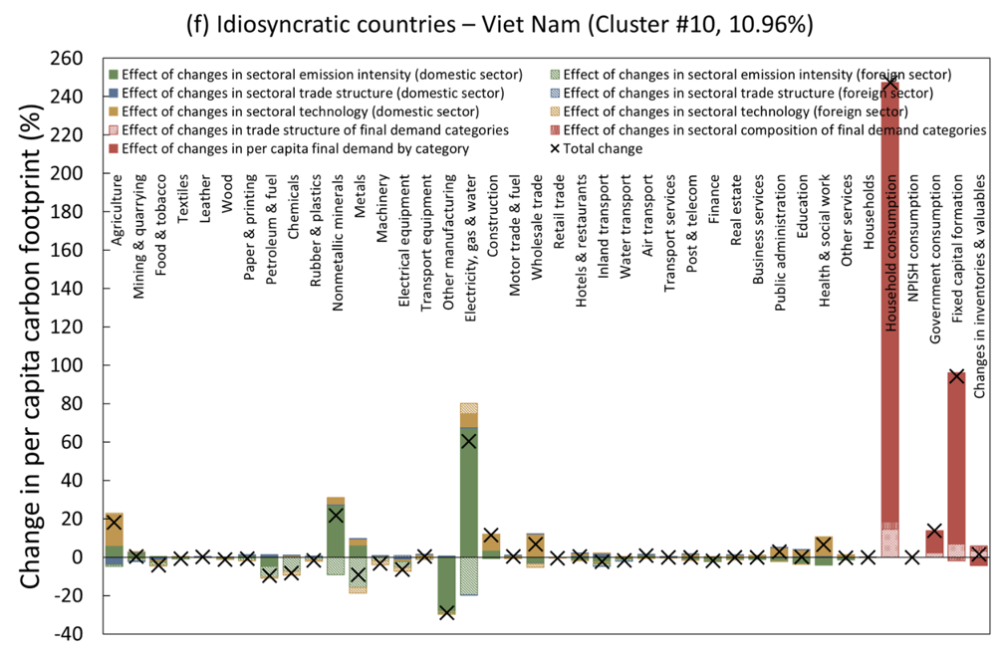 (f) Idiosyncratic countries – Viet Nam (Cluster #10, 10.96%)
Change in per capita carbon footprint (%)
260
240
220
200
180
160
140
120
100
80
60
40
20
0
-20
-40
Effect of changes in sectoral emission intensity (domestic sector)
Effect of changes in sectoral emission intensity (foreign sector)
Effect of changes in sectoral trade structure (domestic sector)
Effect of changes in sectoral trade structure (foreign sector)
Effect of changes in sectoral technology (domestic sector)
Effect of changes in sectoral technology (foreign sector)
Effect of changes in trade structure of final demand categories
Effect of changes in sectoral composition of final demand categories
Effect of changes in per capita final demand by category
Total change
Agriculture
Mining & quarrying
Food & tobacco
Textiles
Leather
Wood
Paper & printing
Petroleum & fuel
Chemicals
Rubber & plastics
Nonmetallic minerals
Metals
Machinery
Electrical equipment
Transport equipment
Other manufacturing
Electricity, gas & water
Construction
Motor trade & fuel
Wholesale trade
Retail trade
Hotels & restaurants
Inland transport
Water transport
Air transport
Transport services
Post & telecom
Finance
Real estate
Business services
Public administration
Education
Health & social work
Other services
Households
Household consumption
NPISH consumption
Government consumption
Fixed capital formation
Changes in inventories & valuables